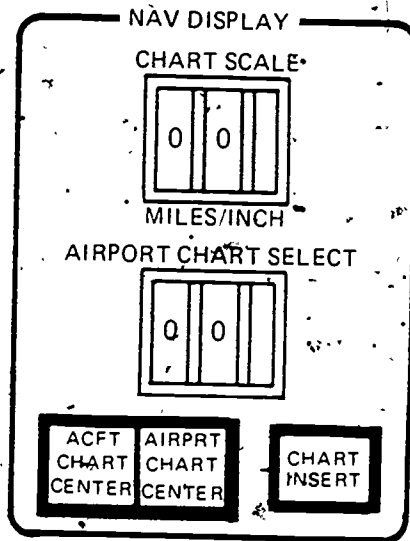 NAV DISPLAY
CHART SCALE
0 0
MILES/INCH
AIRPORT CHART SELECT
0 0
ACFT CHART CENTER
AIRPRT CHART CENTER
CHART INSERT